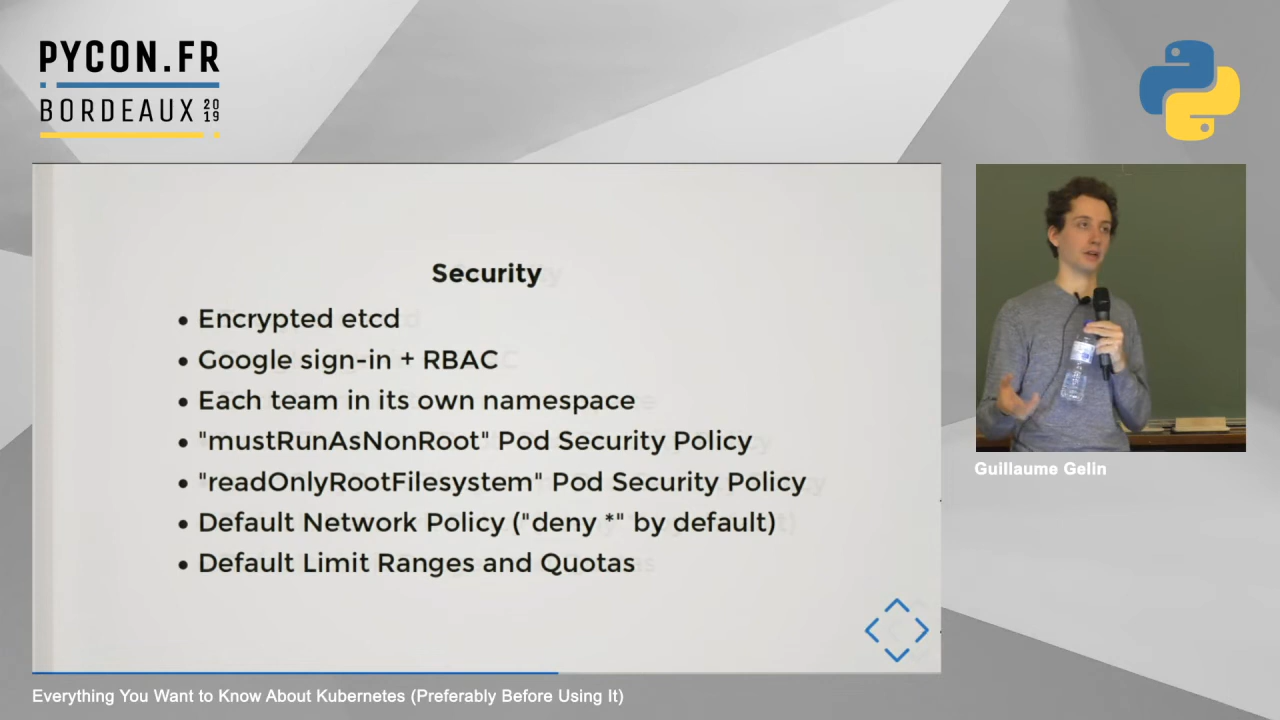 PYCON.FR
BORDEAUX 2019
Security
• Encrypted etcd
• Google sign-in + RBAC
• Each team in its own namespace
• "mustRunAsNonRoot" Pod Security Policy
• "readOnlyRootFilesystem" Pod Security Policy
• Default Network Policy ("deny *" by default)
• Default Limit Ranges and Quotas
Guillaume Gelin
Everything You Want to Know About Kubernetes (Preferably Before Using It)